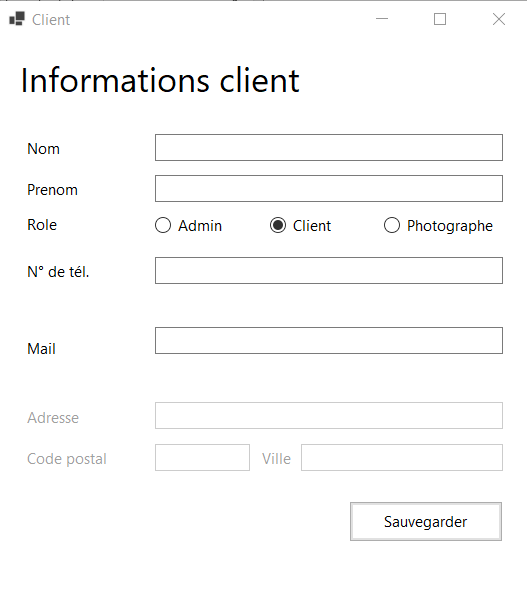 Client
Informations client
Nom
Prenom
Role Admin Client Photographe
N° de tél.
Mail
Adresse
Code postal Ville
Sauvegarder